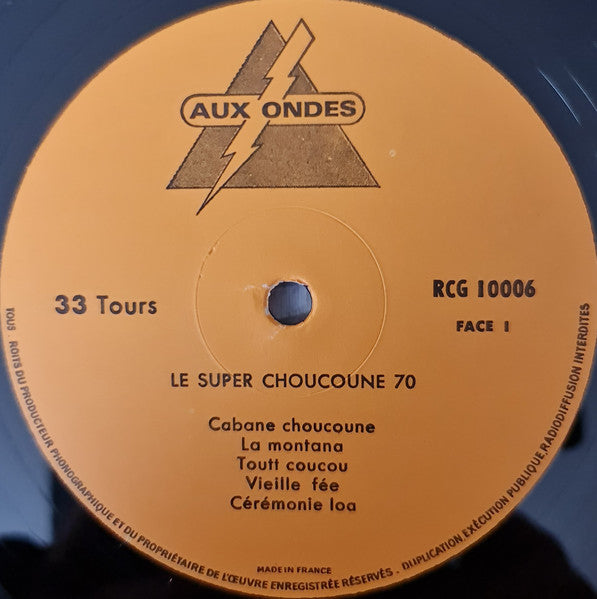 AUX ONDES
33 Tours
RCG 10006
FACE 1
LE SUPER CHOUCOUNE 70
Cabane choucoune
La montana
Toutt coucou
Vieille fée
Cérémonie loa
MADE IN FRANCE
TOUS ROITS DU PRODUCTEUR PHONOGRAPHIQUE ET DU PROPRIÉTAIRE DE L'ŒUVRE ENREGISTRÉE RÉSERVÉS. DUPLICATION EXÉCUTION PUBLIQUE RADIODIFFUSION INTERDITES